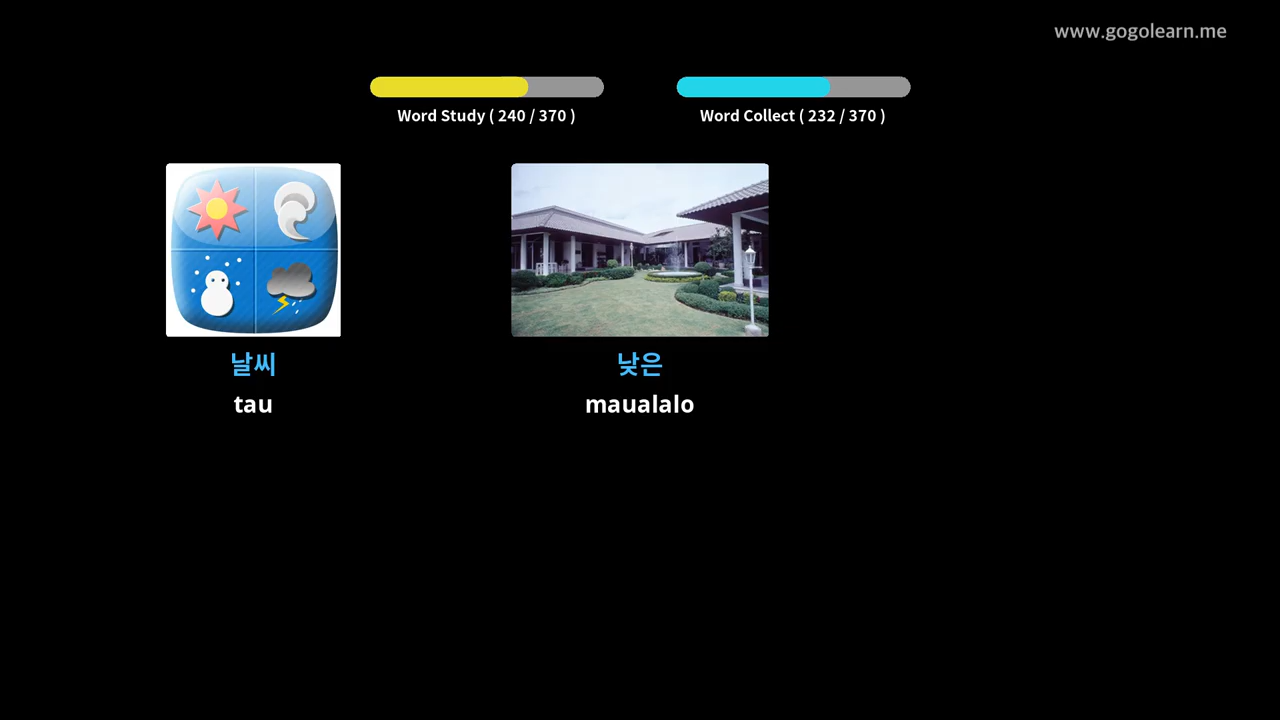 www.gogolearn.me
Word Study ( 240 / 370 )
Word Collect ( 232 / 370 )
날씨
tau
낮은
maualalo